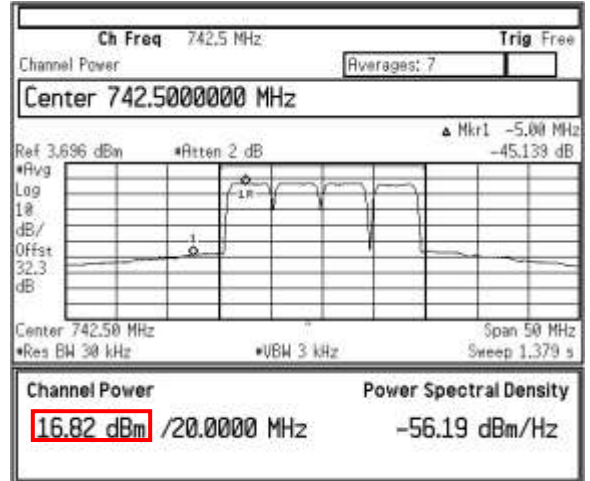 Ch Freq 742.5 MHz Trig Free
Channel Power Averages: 7
Center 742.5000000 MHz
Δ Mkr1 -5.00 MHz
Ref 3.696 dBm #Atten 2 dB -45.139 dB
#Avg
Log
10
dB/
Offst
32.3
dB
1R
1
Center 742.50 MHz Span 50 MHz
#Res BW 30 kHz #VBW 3 kHz Sweep 1.379 s
Channel Power Power Spectral Density
16.82 dBm /20.0000 MHz -56.19 dBm/Hz